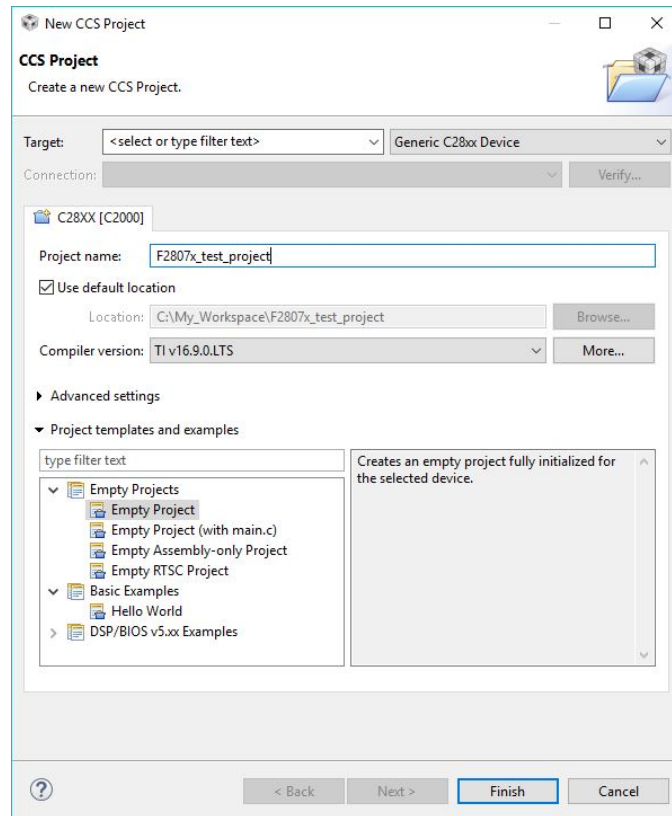 New CCS Project
CCS Project
Create a new CCS Project.
Target: <select or type filter text> Generic C28xx Device
Connection: Verify...
C28XX [C2000]
Project name: F2807x_test_project
Use default location
Location: C:\My_Workspace\F2807x_test_project Browse...
Compiler version: TI v16.9.0.LTS More...
Advanced settings
Project templates and examples
type filter text
Creates an empty project fully initialized for
the selected device.
Empty Projects
Empty Project
Empty Project (with main.c)
Empty Assembly-only Project
Empty RTSC Project
Basic Examples
Hello World
DSP/BIOS v5.xx Examples
? < Back Next > Finish Cancel